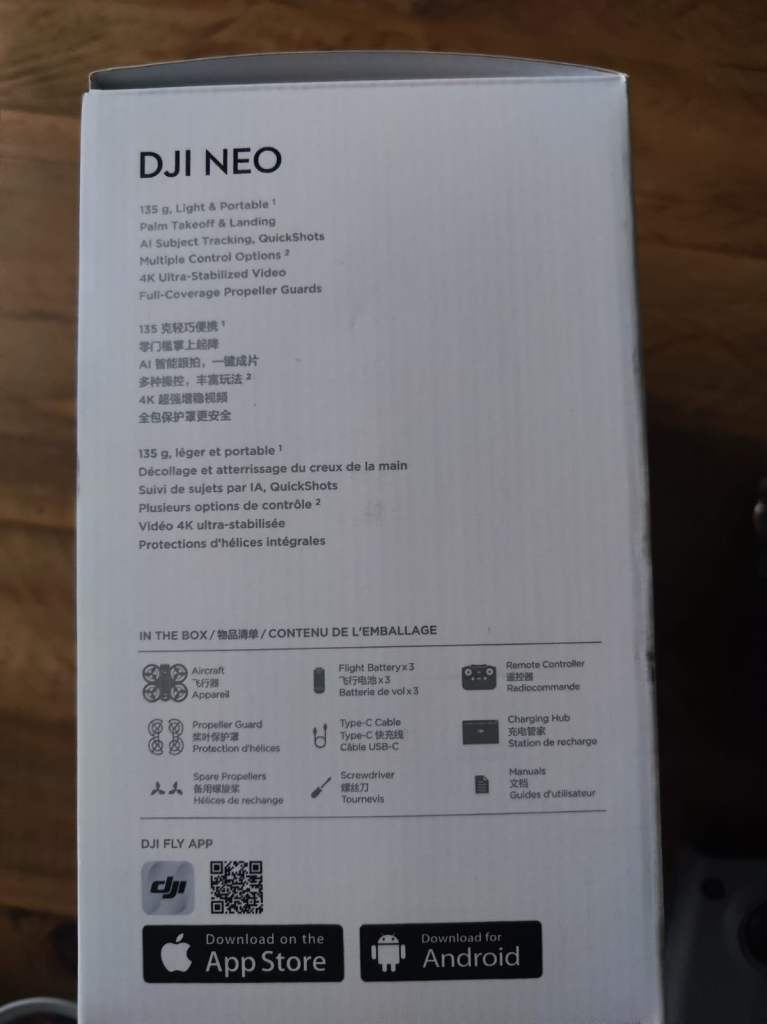 DJI NEO
135 g, Light & Portable ¹
Palm Takeoff & Landing
AI Subject Tracking, QuickShots
Multiple Control Options ²
4K Ultra-Stabilized Video
Full-Coverage Propeller Guards
135 克轻巧便携 ¹
零门槛掌上起降
AI 智能跟拍，一键成片
多种操控，丰富玩法 ²
4K 超强增稳视频
全包保护罩更安全
135 g, léger et portable ¹
Décollage et atterrissage du creux de la main
Suivi de sujets par IA, QuickShots
Plusieurs options de contrôle ²
Vidéo 4K ultra-stabilisée
Protections d'hélices intégrales
IN THE BOX / 物品清单 / CONTENU DE L'EMBALLAGE
Aircraft
飞行器
Appareil
Flight Battery x 3
飞行电池 x 3
Batterie de vol x 3
Remote Controller
遥控器
Radiocommande
Propeller Guard
桨叶保护罩
Protection d'hélices
Type-C Cable
Type-C 快充线
Câble USB-C
Charging Hub
充电管家
Station de recharge
Spare Propellers
备用螺旋桨
Hélices de rechange
Screwdriver
螺丝刀
Tournevis
Manuals
文档
Guides d'utilisateur
DJI FLY APP
dji
Download on the
App Store
Download for
Android